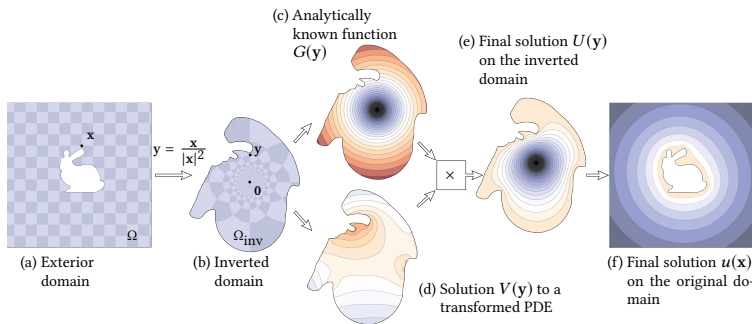 (c) Analytically
known function
G(y)
(e) Final solution U(y)
on the inverted
domain
x
y = x / |x|²
y
0
×
Ω
Ω_inv
(a) Exterior
domain
(b) Inverted
domain
(d) Solution V(y) to a
transformed PDE
(f) Final solution u(x)
on the original do-
main